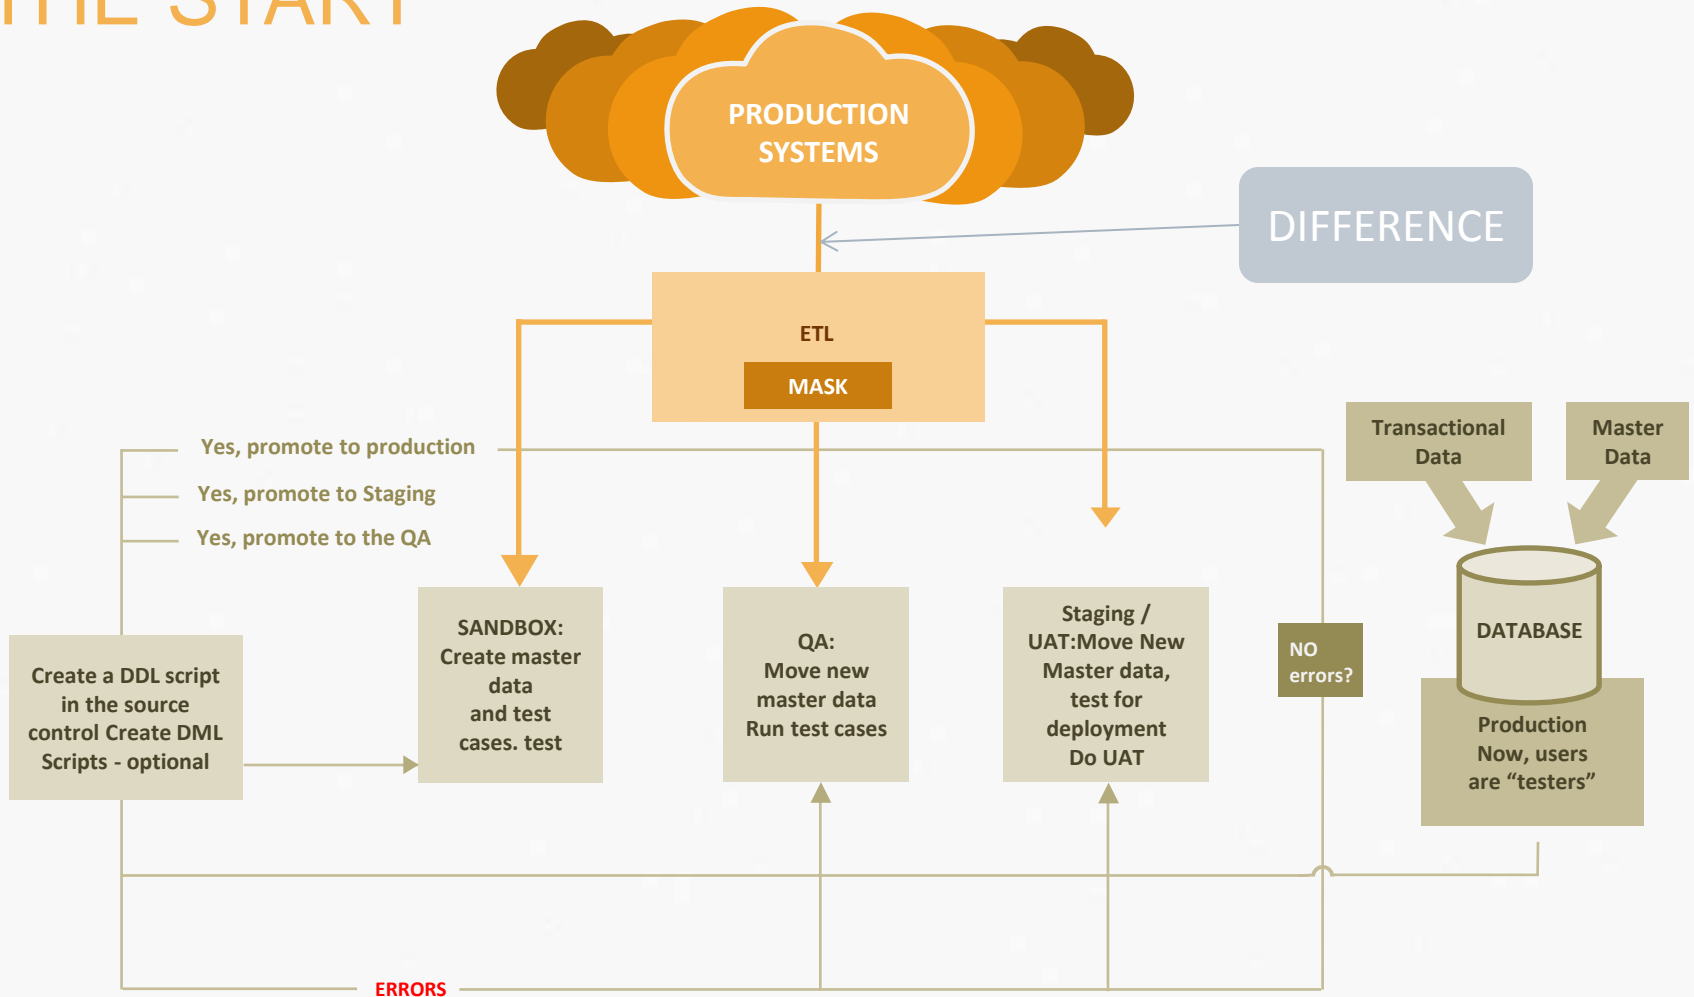 THE START
PRODUCTION
SYSTEMS
DIFFERENCE
ETL
MASK
Transactional
Data
Master
Data
Yes, promote to production
Yes, promote to Staging
Yes, promote to the QA
Create a DDL script
in the source
control Create DML
Scripts - optional
SANDBOX:
Create master
data
and test
cases. test
QA:
Move new
master data
Run test cases
Staging /
UAT:Move New
Master data,
test for
deployment
Do UAT
NO
errors?
DATABASE
Production
Now, users
are “testers”
ERRORS